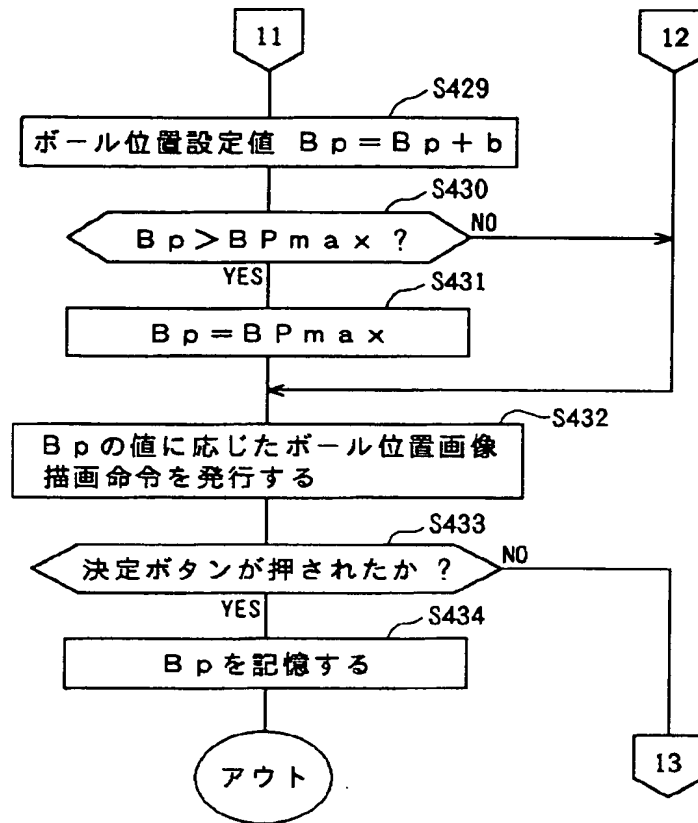 11
12
S429
ボール位置設定値 Bp=Bp+b
S430
Bp>BPmax ?
NO
YES
S431
Bp=BPmax
S432
Bpの値に応じたボール位置画像
描画命令を発行する
S433
決定ボタンが押されたか ?
NO
YES
S434
Bpを記憶する
アウト
13